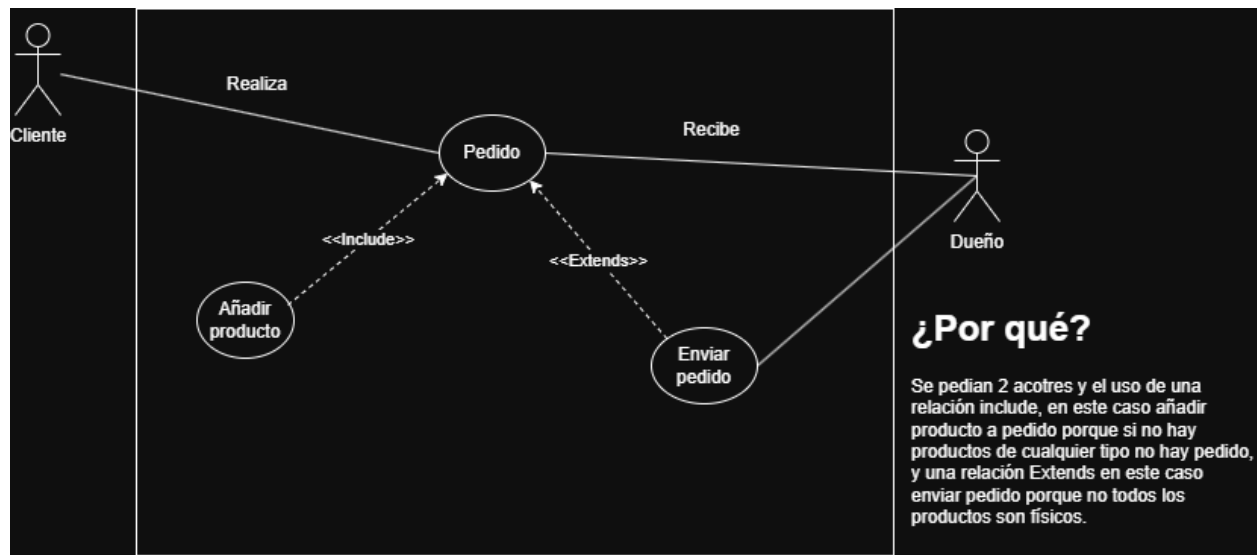 Realiza
Cliente
Pedido
Recibe
Dueño
<<Include>>
<<Extends>>
Añadir
producto
Enviar
pedido
¿Por qué?
Se pedian 2 acotres y el uso de una
relación include, en este caso añadir
producto a pedido porque si no hay
productos de cualquier tipo no hay pedido,
y una relación Extends en este caso
enviar pedido porque no todos los
productos son físicos.